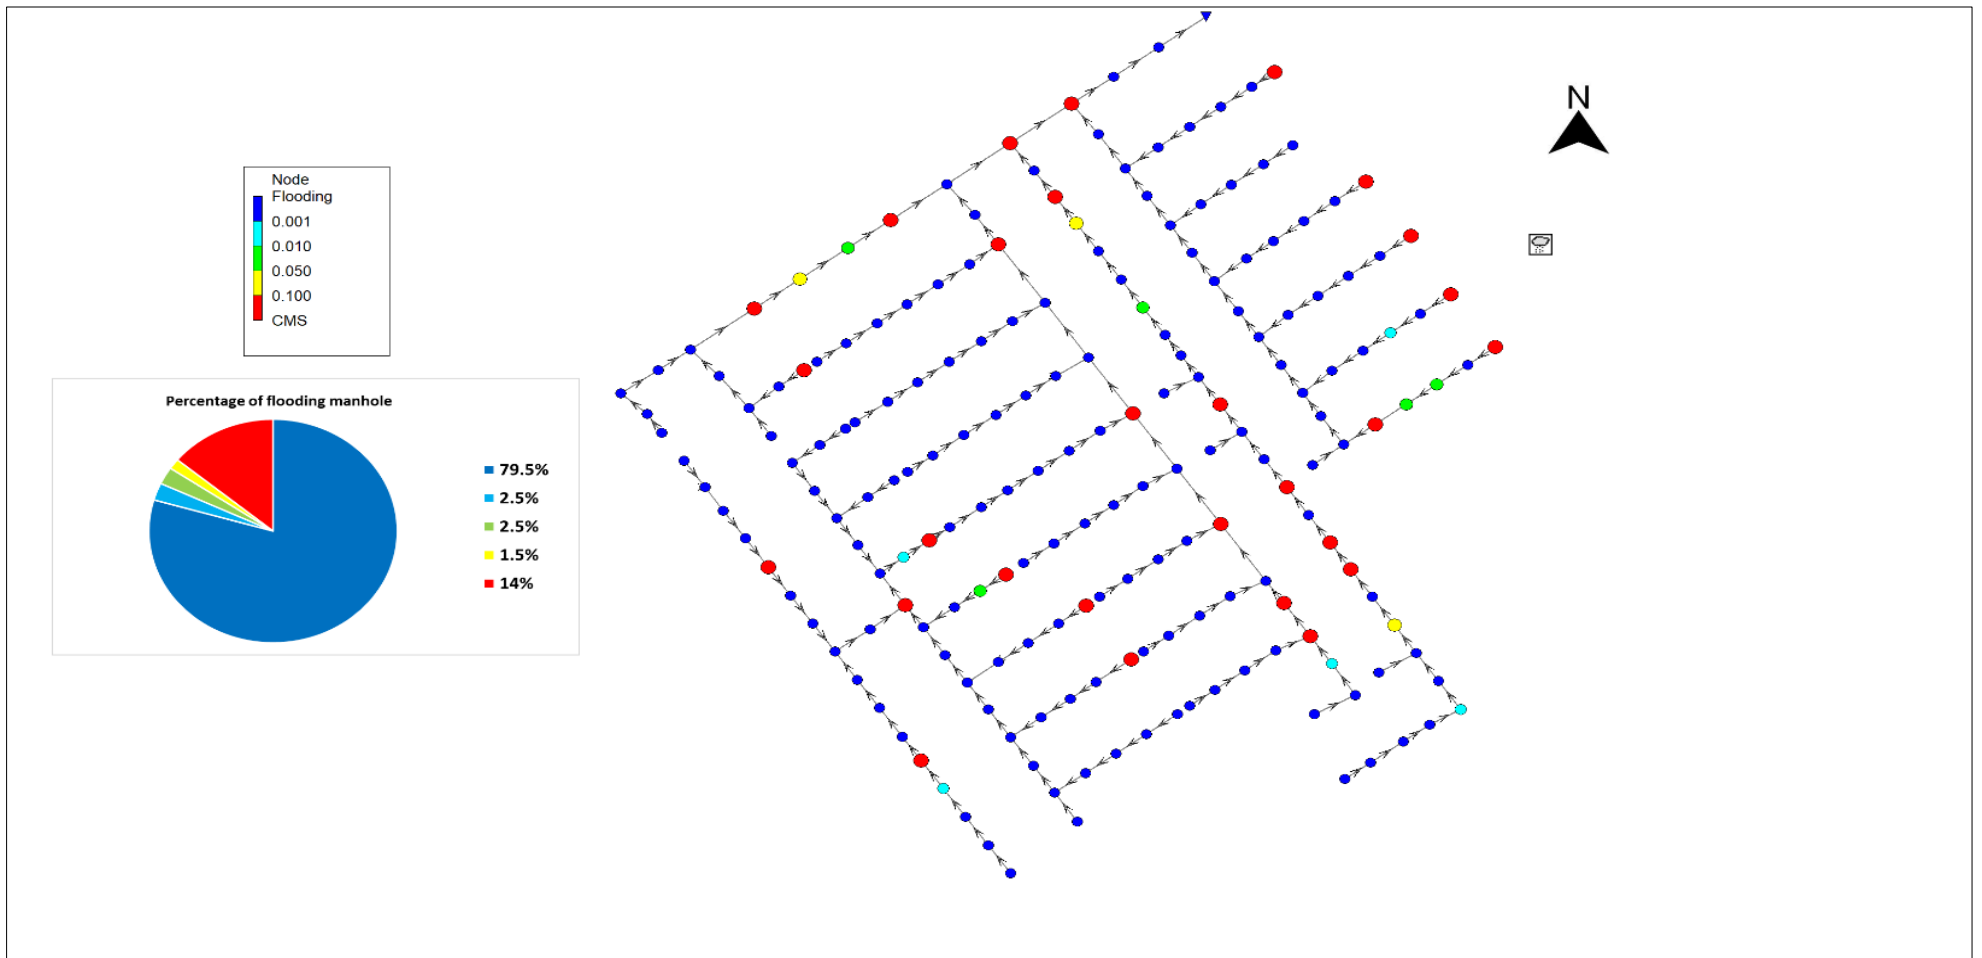 N
Node
Flooding
0.001
0.010
0.050
0.100
CMS
Percentage of flooding manhole
79.5%
2.5%
2.5%
1.5%
14%